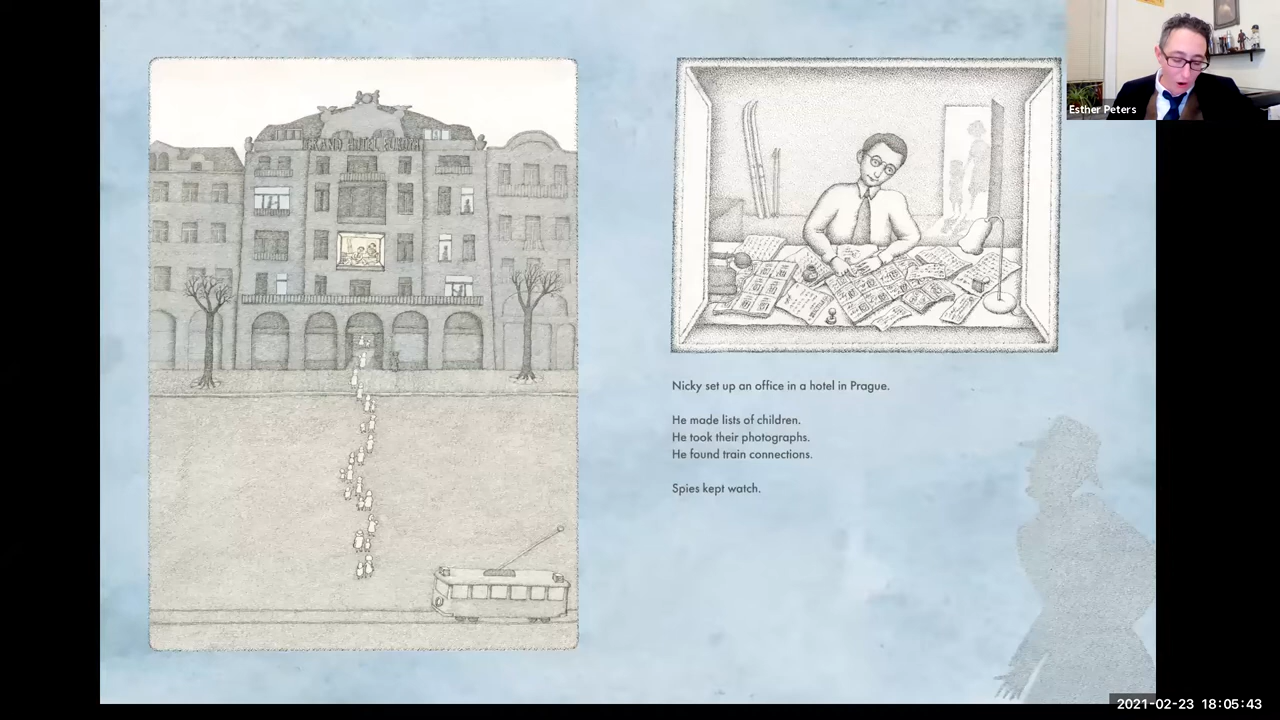 GRAND HOTEL EUROPA
Nicky set up an office in a hotel in Prague.
He made lists of children.
He took their photographs.
He found train connections.
Spies kept watch.
Esther Peters
2021-02-23 18:05:43